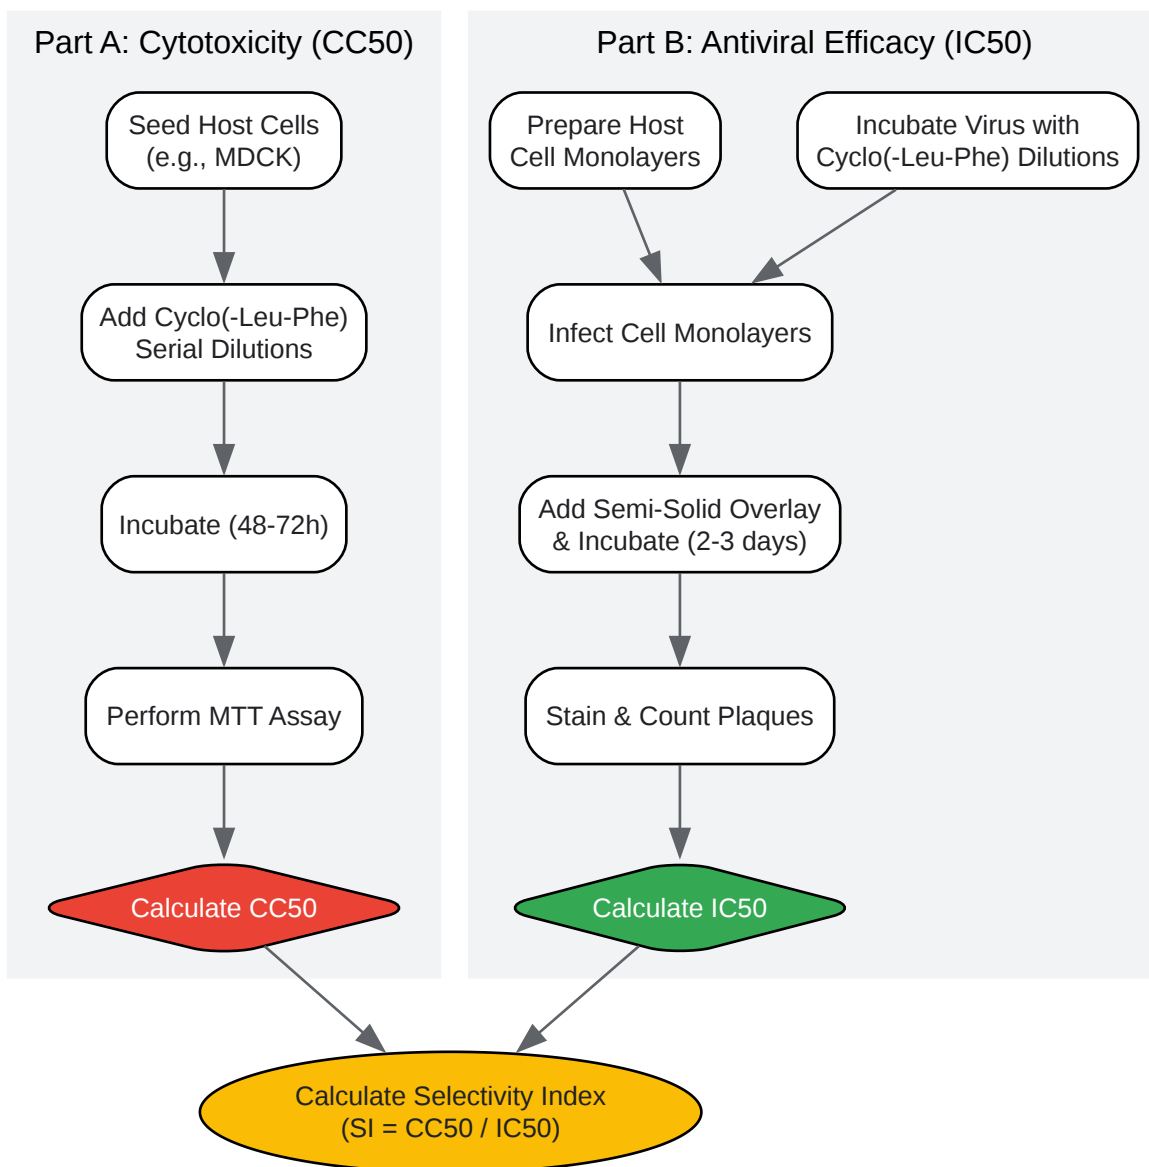 Part A: Cytotoxicity (CC50)
Seed Host Cells
(e.g., MDCK)
Add Cyclo(-Leu-Phe)
Serial Dilutions
Incubate (48-72h)
Perform MTT Assay
Calculate CC50
Part B: Antiviral Efficacy (IC50)
Prepare Host
Cell Monolayers
Incubate Virus with
Cyclo(-Leu-Phe) Dilutions
Infect Cell Monolayers
Add Semi-Solid Overlay
& Incubate (2-3 days)
Stain & Count Plaques
Calculate IC50
Calculate Selectivity Index
(SI = CC50 / IC50)